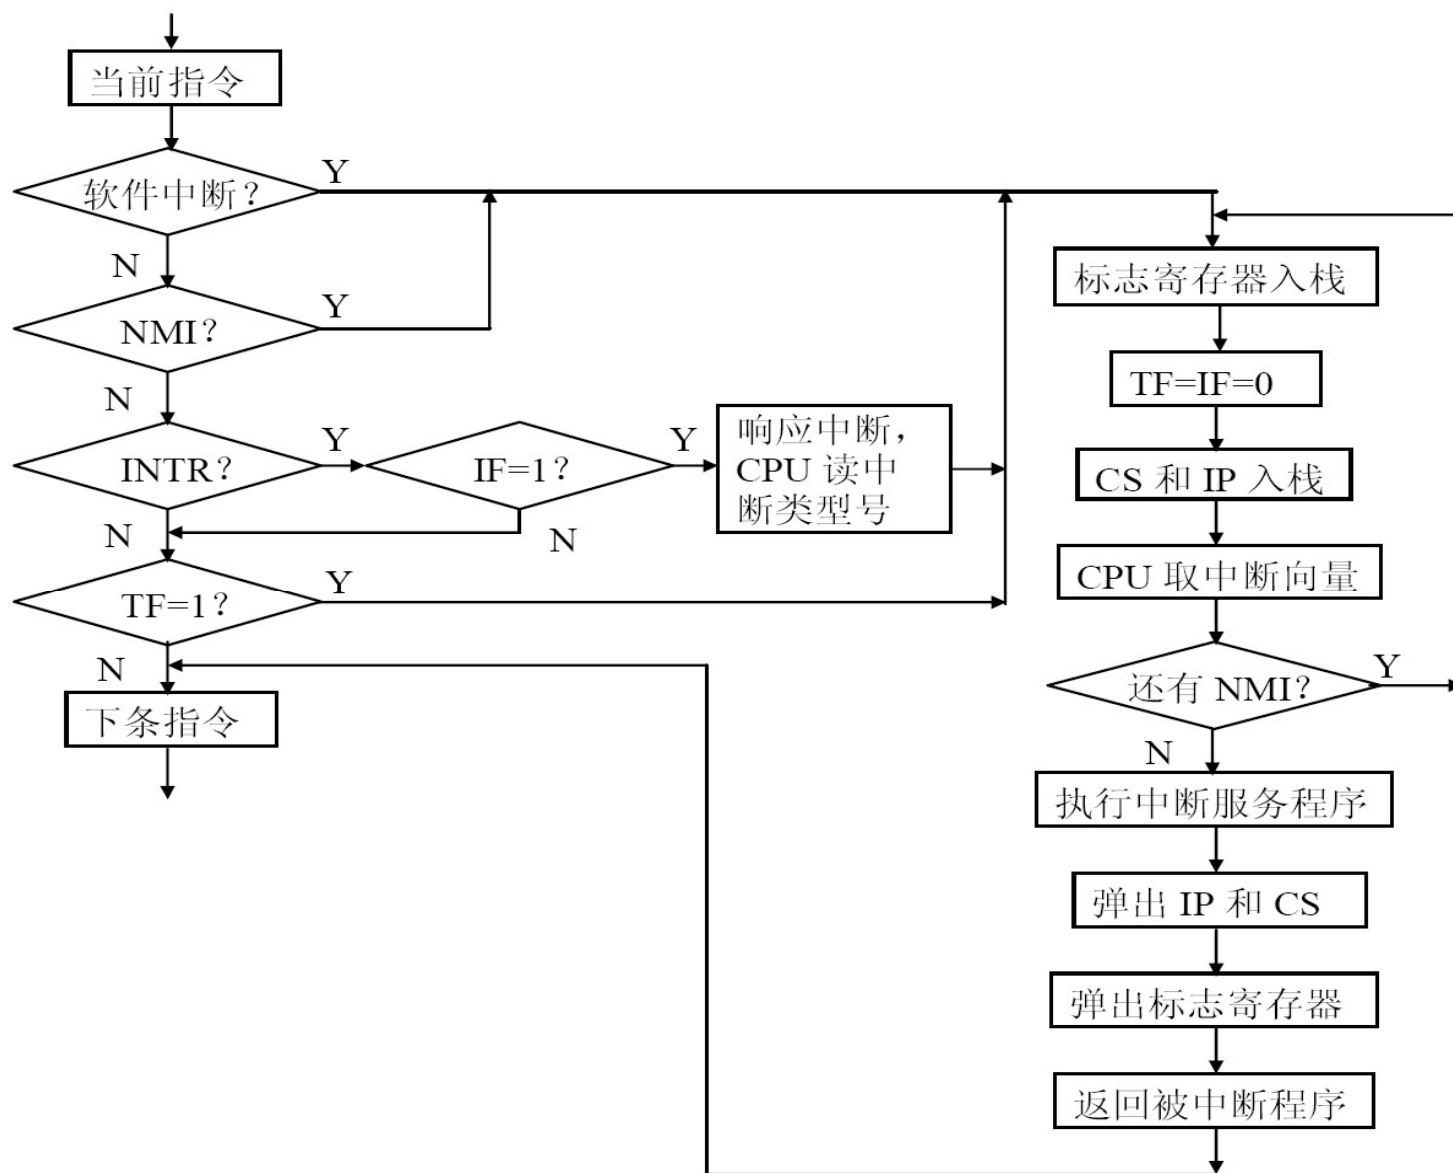 当前指令
软件中断?
Y
N
NMI?
Y
N
INTR?
Y
IF=1?
Y
响应中断,
CPU 读中
断类型号
N
N
TF=1?
Y
N
下条指令
标志寄存器入栈
TF=IF=0
CS 和 IP 入栈
CPU 取中断向量
还有 NMI?
Y
N
执行中断服务程序
弹出 IP 和 CS
弹出标志寄存器
返回被中断程序